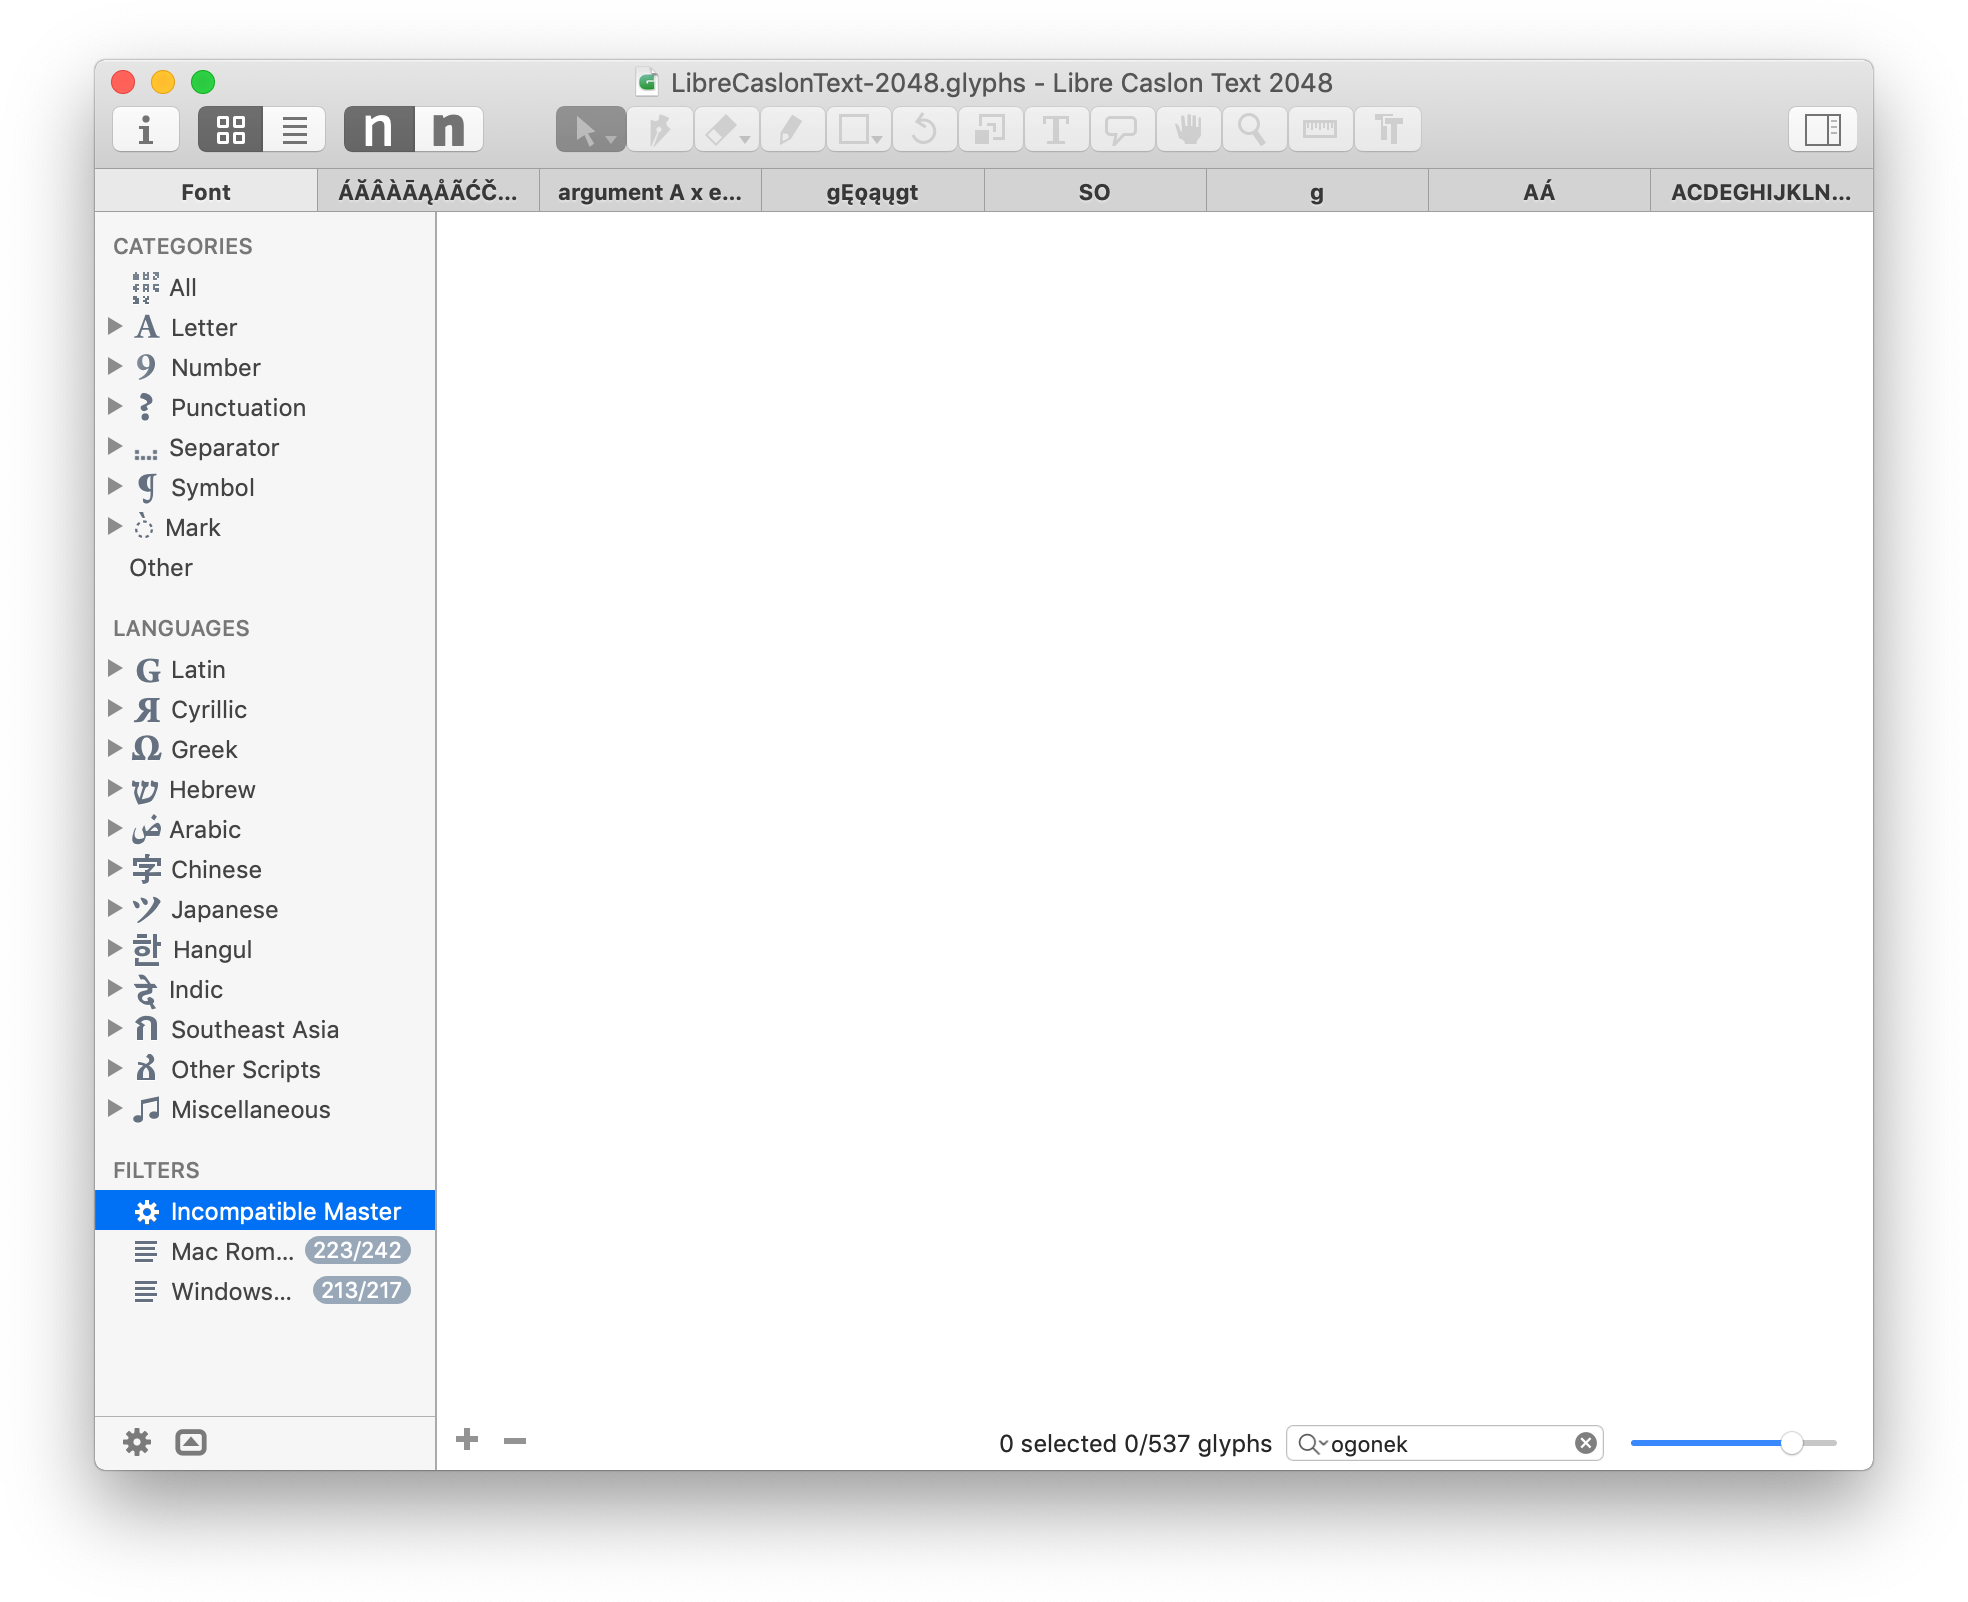 LibreCaslonText-2048.glyphs - Libre Caslon Text 2048
n n
Font ÁĂÂÀĀĄÅÃĆČ... argument A x e... gĘǫąųgt SO g AÁ ACDEGHIJKLN...
CATEGORIES
All
Letter
Number
Punctuation
Separator
Symbol
Mark
Other
LANGUAGES
Latin
Cyrillic
Greek
Hebrew
Arabic
Chinese
Japanese
Hangul
Indic
Southeast Asia
Other Scripts
Miscellaneous
FILTERS
Incompatible Master
Mac Rom... 223/242
Windows... 213/217
0 selected 0/537 glyphs ogonek